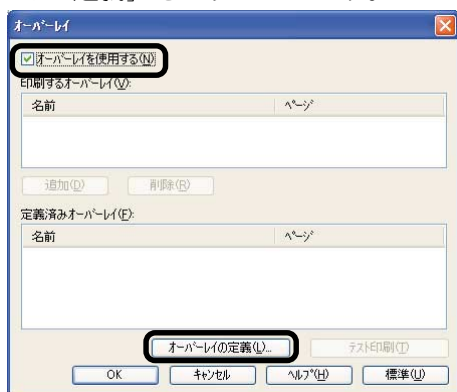 オーバーレイ
オーバーレイを使用する(N)
印刷するオーバーレイ(V):
名前 ページ
追加(D) 削除(R)
定義済みオーバーレイ(F):
名前 ページ
オーバーレイの定義(L)... テスト印刷(T)
OK キャンセル ヘルプ(H) 標準(U)